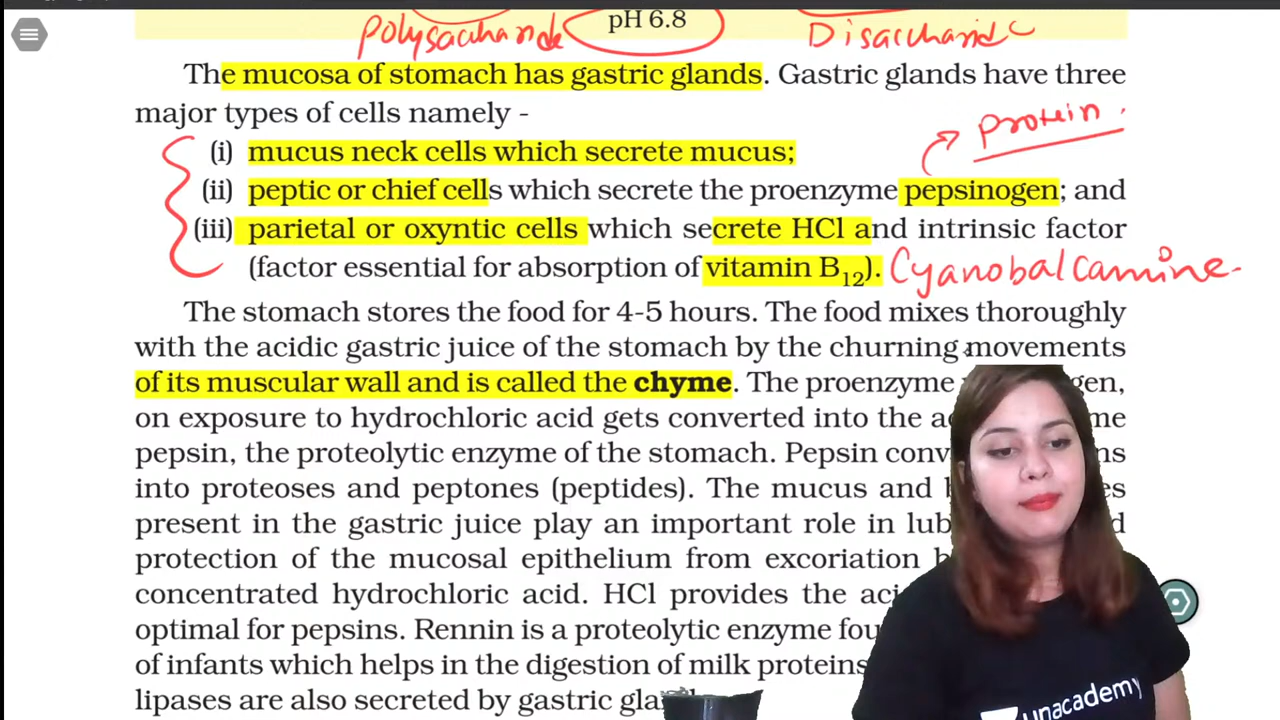 pH 6.8
polysaccharide Disaccharide
The mucosa of stomach has gastric glands. Gastric glands have three
major types of cells namely -
protein
(i) mucus neck cells which secrete mucus;
(ii) peptic or chief cells which secrete the proenzyme pepsinogen; and
(iii) parietal or oxyntic cells which secrete HCl and intrinsic factor
(factor essential for absorption of vitamin B12). Cyanobalcamine
The stomach stores the food for 4-5 hours. The food mixes thoroughly
with the acidic gastric juice of the stomach by the churning movements
of its muscular wall and is called the chyme. The proenzyme
on exposure to hydrochloric acid gets converted into the
pepsin, the proteolytic enzyme of the stomach. Pepsin
into proteoses and peptones (peptides). The mucus and
present in the gastric juice play an important role in
protection of the mucosal epithelium from excoriation
concentrated hydrochloric acid. HCl provides the
optimal for pepsins. Rennin is a proteolytic enzyme
of infants which helps in the digestion of milk proteins
lipases are also secreted by gastric
unacademy